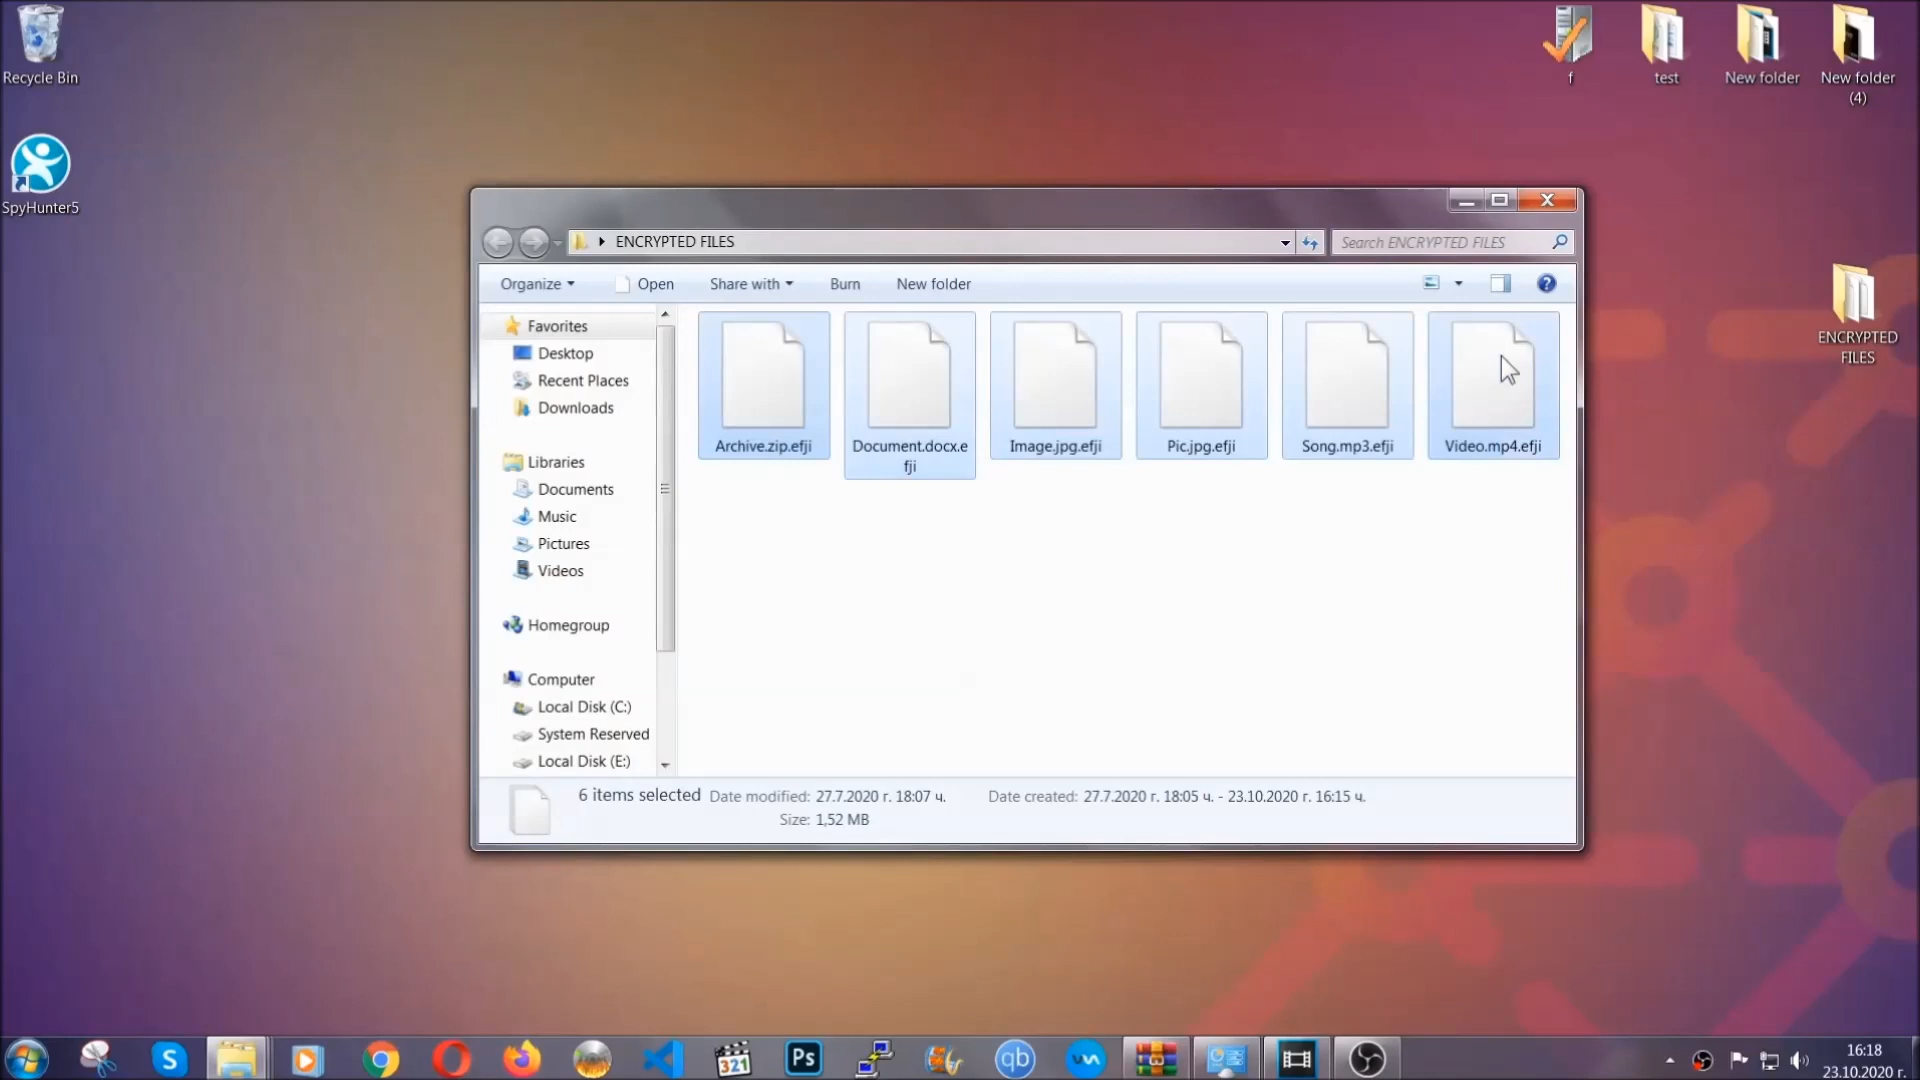 Recycle Bin
SpyHunter5
f
test
New folder
New folder
(4)
ENCRYPTED
FILES
ENCRYPTED FILES
Search ENCRYPTED FILES
Organize
Open
Share with
Burn
New folder
Favorites
Desktop
Recent Places
Downloads
Libraries
Documents
Music
Pictures
Videos
Homegroup
Computer
Local Disk (C:)
System Reserved
Local Disk (E:)
Archive.zip.efji
Document.docx.e
fji
Image.jpg.efji
Pic.jpg.efji
Song.mp3.efji
Video.mp4.efji
6 items selected
Date modified: 27.7.2020 г. 18:07 ч.
Date created: 27.7.2020 г. 18:05 ч. - 23.10.2020 г. 16:15 ч.
Size: 1,52 MB
S
321
Ps
qb
16:18
23.10.2020 г.